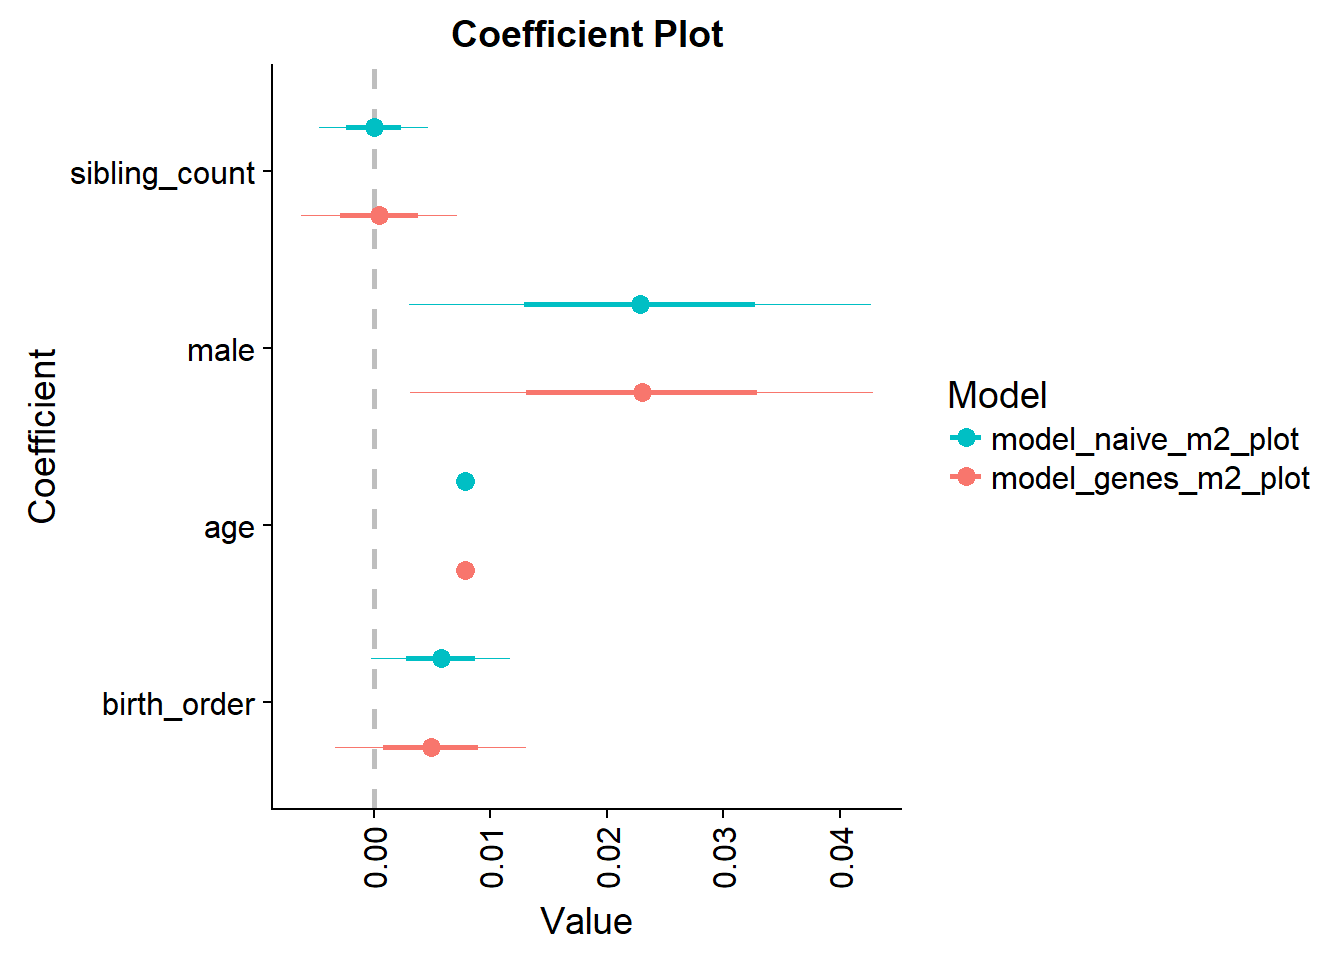 Coefficient Plot
Coefficient
sibling_count
male
age
birth_order
0.00
0.01
0.02
0.03
0.04
Value
Model
model_naive_m2_plot
model_genes_m2_plot